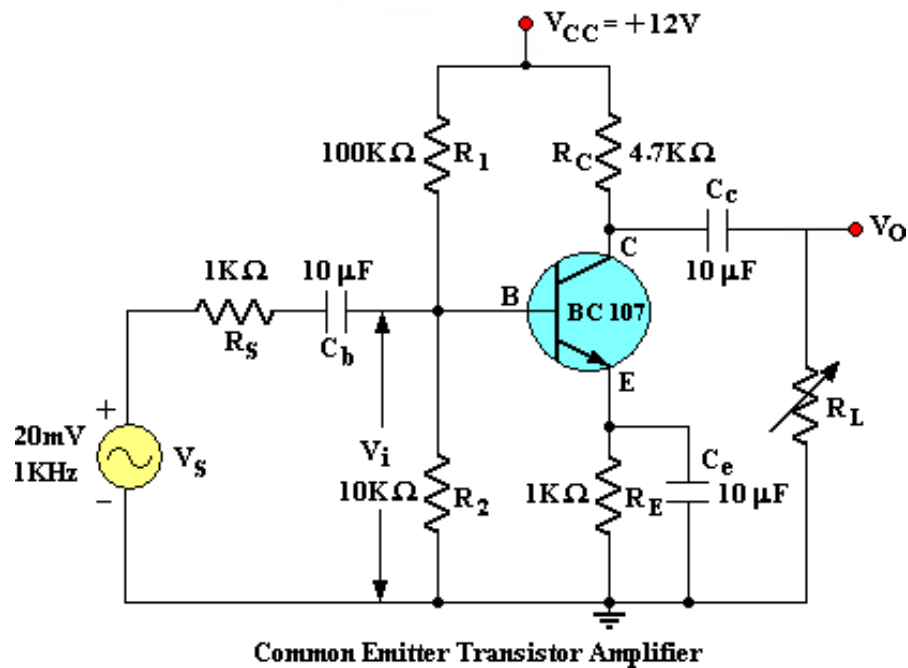 V_CC = +12V
100KΩ
R_1
R_C
4.7KΩ
C_c
V_O
10 μF
C
1KΩ
10 μF
B
BC 107
R_S
C_b
E
R_L
+
20mV
1KHz
V_S
−
V_i
10KΩ
R_2
1KΩ
R_E
C_e
10 μF
Common Emitter Transistor Amplifier